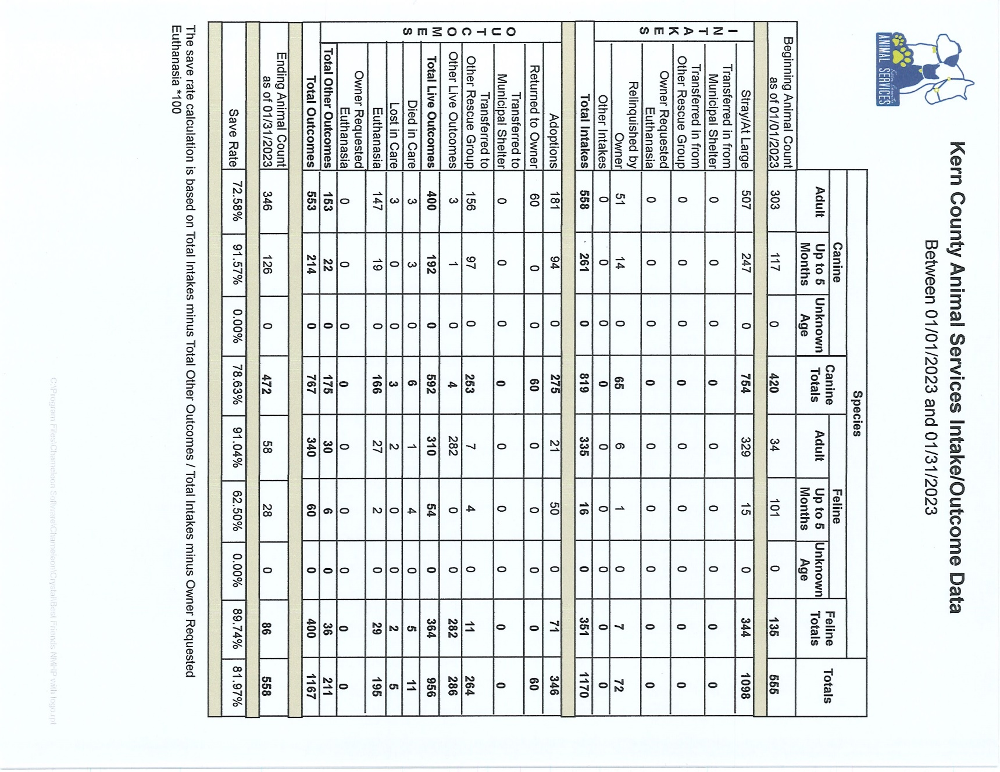 Kern County
ANIMAL SERVICES
Kern County Animal Services Intake/Outcome Data
Between 01/01/2023 and 01/31/2023
Species
Canine Feline
Adult Up to 5 Months Unknown Age Canine Totals Adult Up to 5 Months Unknown Age Feline Totals Totals
Beginning Animal Count
as of 01/01/2023 303 117 0 420 34 101 0 135 555
INTAKES
Stray/At Large 507 247 0 754 329 15 0 344 1098
Transferred in from
Municipal Shelter 0 0 0 0 0 0 0 0 0
Transferred in from
Other Rescue Group 0 0 0 0 0 0 0 0 0
Owner Requested
Euthanasia 0 0 0 0 0 0 0 0 0
Relinquished by
Owner 51 14 0 65 6 1 0 7 72
Other Intakes 0 0 0 0 0 0 0 0 0
Total Intakes 558 261 0 819 335 16 0 351 1170
OUTCOMES
Adoptions 181 94 0 275 21 50 0 71 346
Returned to Owner 60 0 0 60 0 0 0 0 60
Transferred to
Municipal Shelter 0 0 0 0 0 0 0 0 0
Transferred to
Other Rescue Group 156 97 0 253 7 4 0 11 264
Other Live Outcomes 3 1 0 4 282 0 0 282 286
Total Live Outcomes 400 192 0 592 310 54 0 364 956
Died in Care 3 3 0 6 1 4 0 5 11
Lost in Care 3 0 0 3 2 0 0 2 5
Euthanasia 147 19 0 166 27 2 0 29 195
Owner Requested
Euthanasia 0 0 0 0 0 0 0 0 0
Total Other Outcomes 153 22 0 175 30 6 0 36 211
Total Outcomes 553 214 0 767 340 60 0 400 1167
Ending Animal Count
as of 01/31/2023 346 126 0 472 58 28 0 86 558
Save Rate 72.58% 91.57% 0.00% 78.63% 91.04% 62.50% 0.00% 89.74% 81.97%
The save rate calculation is based on Total Intakes minus Total Other Outcomes / Total Intakes minus Owner Requested
Euthanasia *100
C:\Program Files\Chameleon Software\Chameleon\Crystal\Best Friends NMHP with logo.rpt